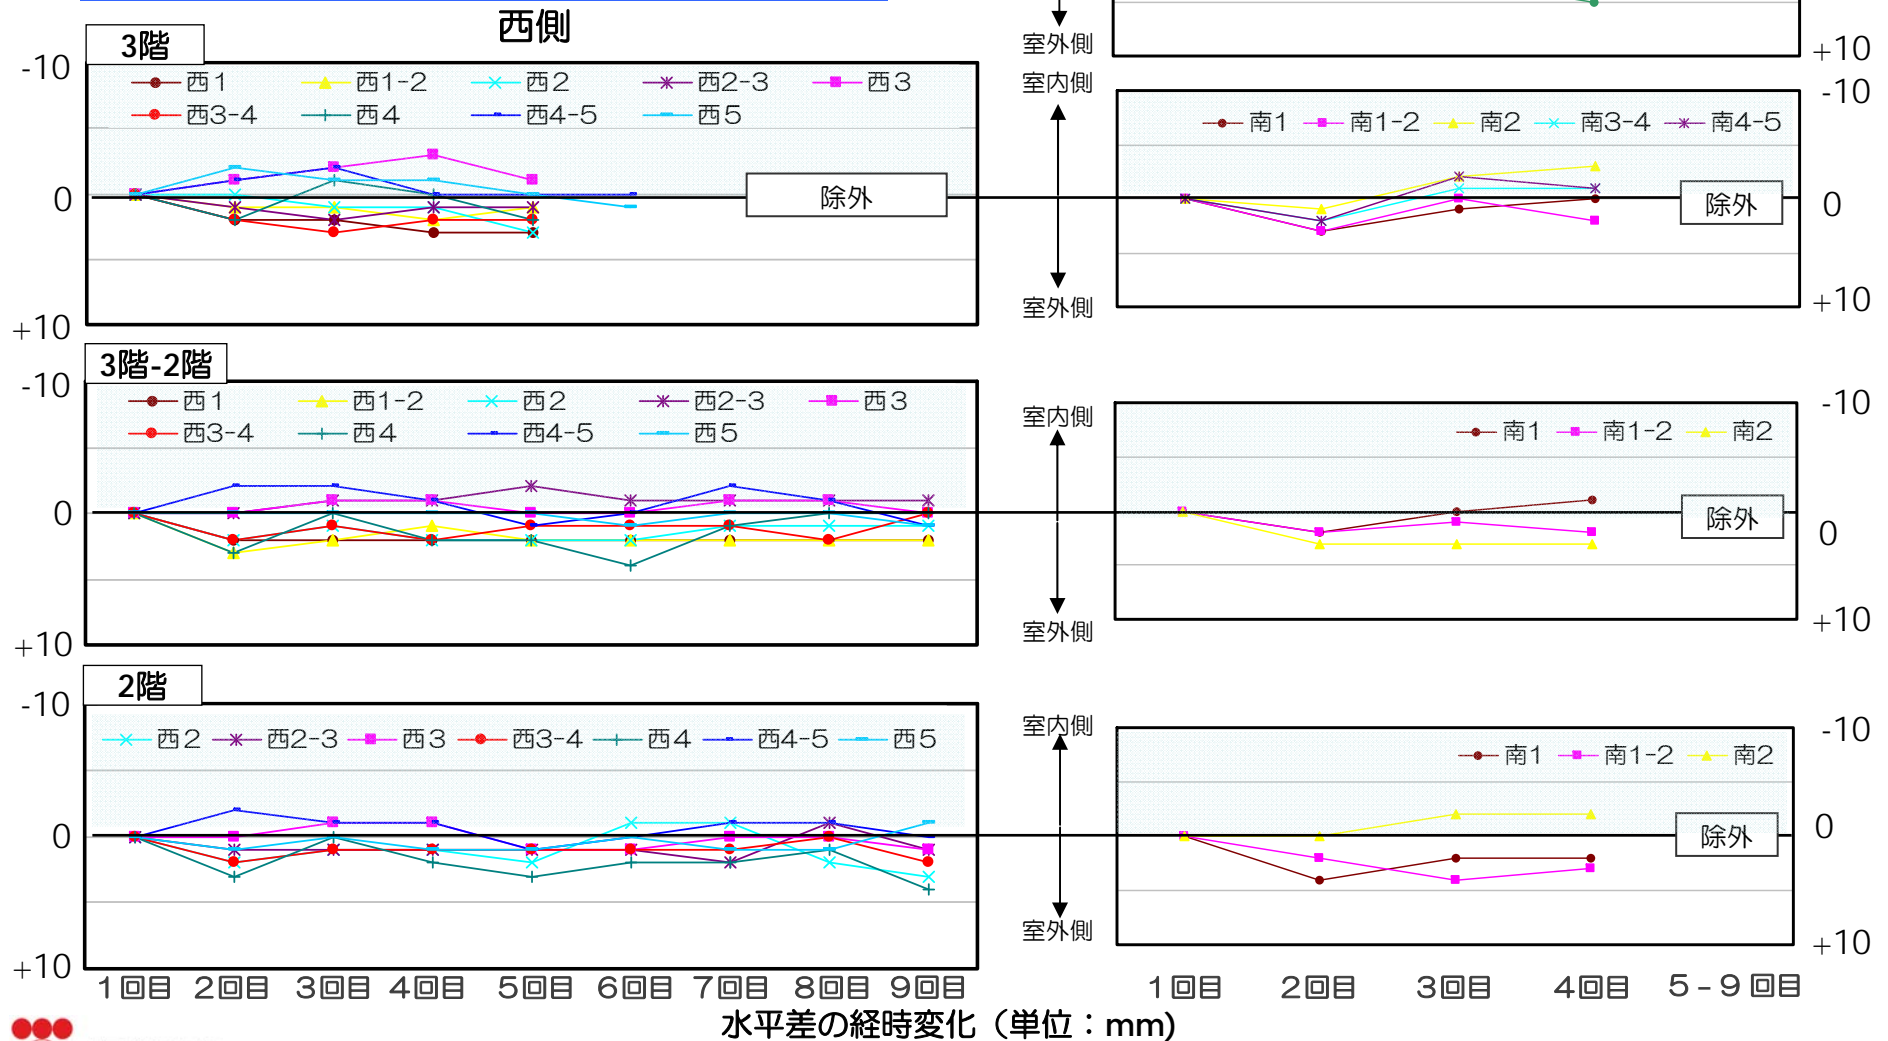 西側
室外側
+10
3階
-10
西1 西1-2 西2 西2-3 西3
西3-4 西4 西4-5 西5
0
除外
+10
室内側
-10
南1 南1-2 南2 南3-4 南4-5
除外
0
室外側
+10
3階-2階
-10
西1 西1-2 西2 西2-3 西3
西3-4 西4 西4-5 西5
0
+10
室内側
-10
南1 南1-2 南2
除外
0
室外側
+10
2階
-10
西2 西2-3 西3 西3-4 西4 西4-5 西5
0
+10
室内側
-10
南1 南1-2 南2
0
除外
室外側
+10
1回目 2回目 3回目 4回目 5回目 6回目 7回目 8回目 9回目
1回目 2回目 3回目 4回目 5-9回目
水平差の経時変化（単位：mm)